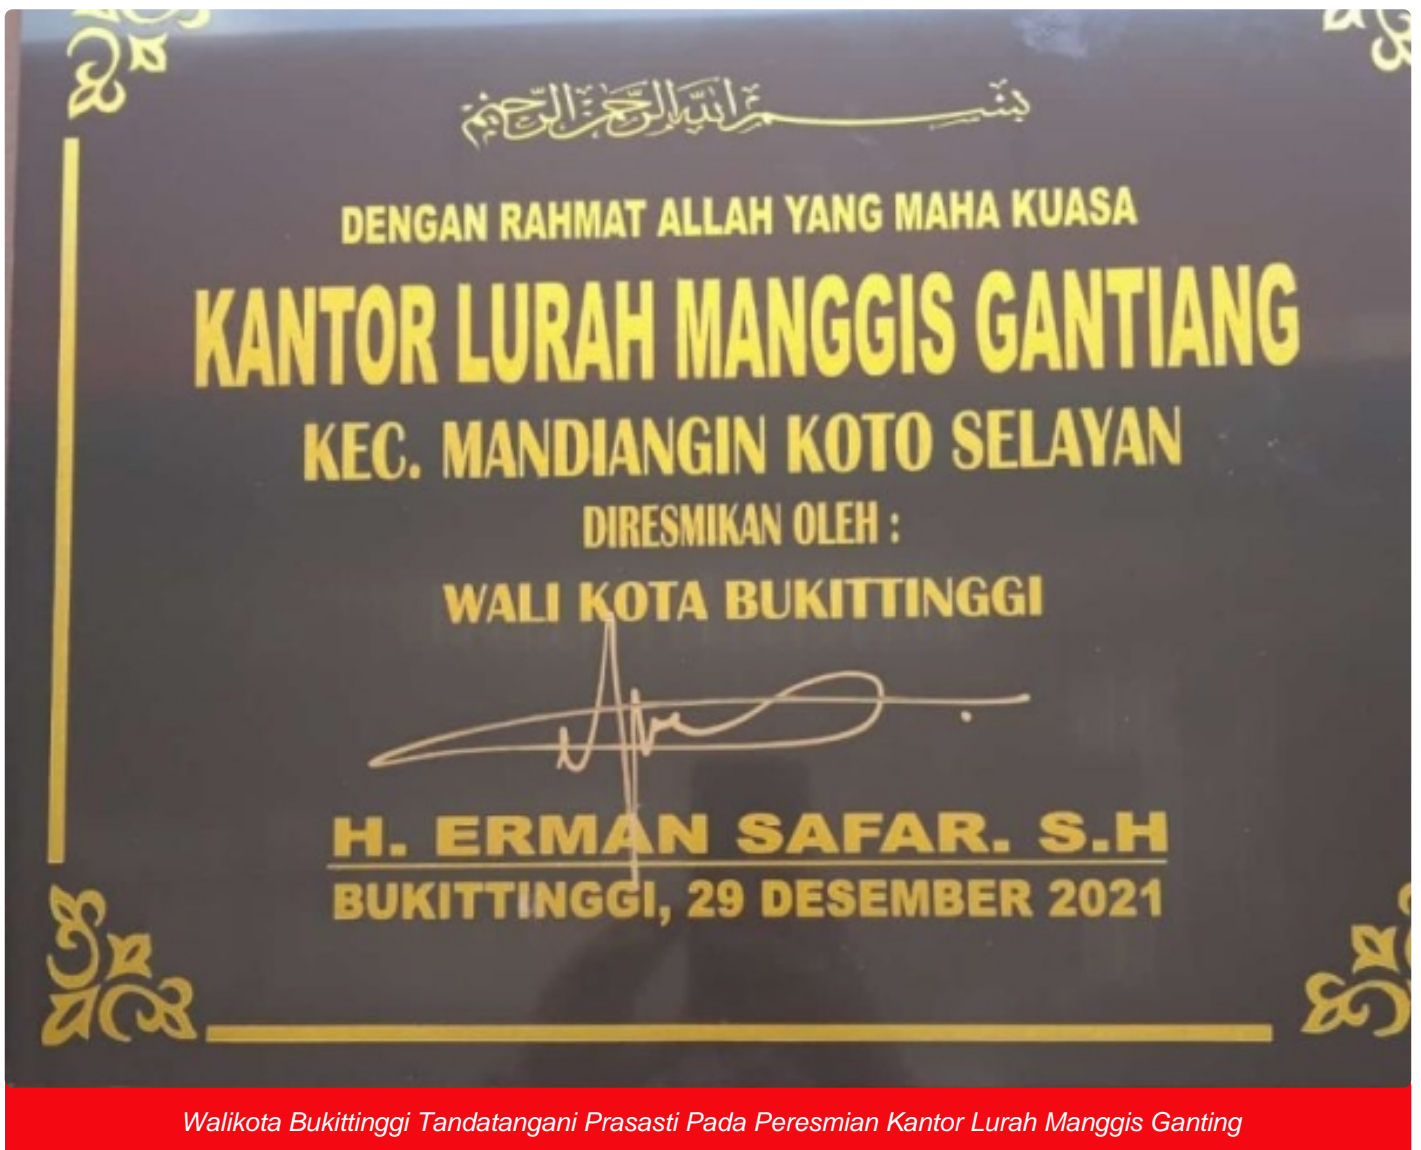 بسم الله الرحمن الرحيم
DENGAN RAHMAT ALLAH YANG MAHA KUASA
KANTOR LURAH MANGGIS GANTIANG
KEC. MANDIANGIN KOTO SELAYAN
DIRESMIKAN OLEH :
WALI KOTA BUKITTINGGI
H. ERMAN SAFAR. S.H
BUKITTINGGI, 29 DESEMBER 2021
Walikota Bukittinggi Tandatangani Prasasti Pada Peresmian Kantor Lurah Manggis Ganting